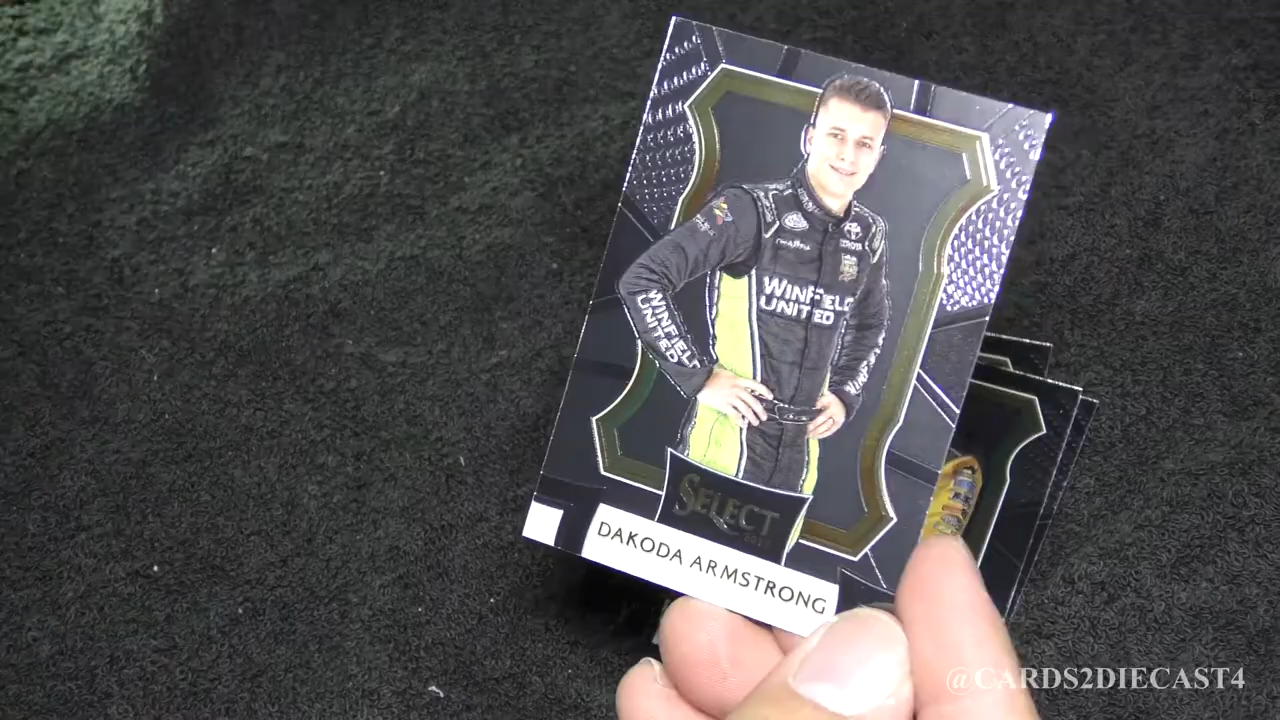 WINFIELD
UNITED
WINFIELD
UNITED
SELECT
DAKODA ARMSTRONG
@CARDS2DIECAST4